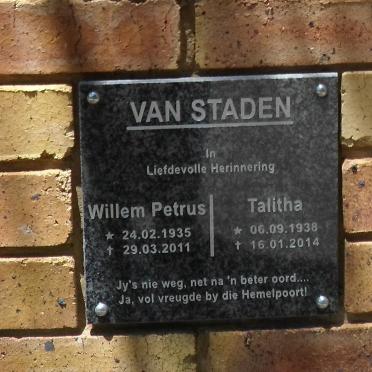 VAN STADEN
In
Liefdevolle Herinnering
Willem Petrus
★ 24.02.1935
✝ 29.03.2011
Talitha
★ 06.09.1938
✝ 16.01.2014
Jy's nie weg, net na 'n beter oord....
Ja, vol vreugde by die Hemelpoort!